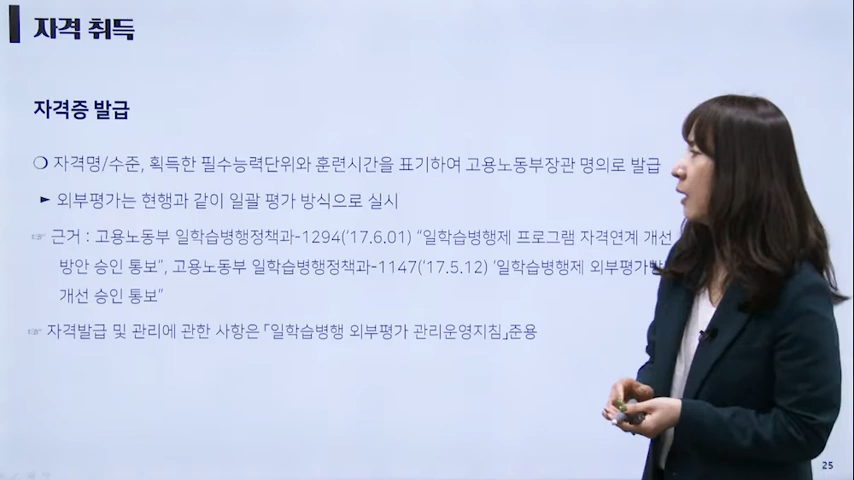 자격 취득
자격증 발급
❍ 자격명/수준, 획득한 필수능력단위와 훈련시간을 표기하여 고용노동부장관 명의로 발급
► 외부평가는 현행과 같이 일괄 평가 방식으로 실시
☞ 근거 : 고용노동부 일학습병행정책과-1294('17.6.01) “일학습병행제 프로그램 자격연계 개선
방안 승인 통보”, 고용노동부 일학습병행정책과-1147('17.5.12) ‘일학습병행제
개선 승인 통보”
☞ 자격발급 및 관리에 관한 사항은 ｢일학습병행 외부평가 관리운영지침｣준용
25